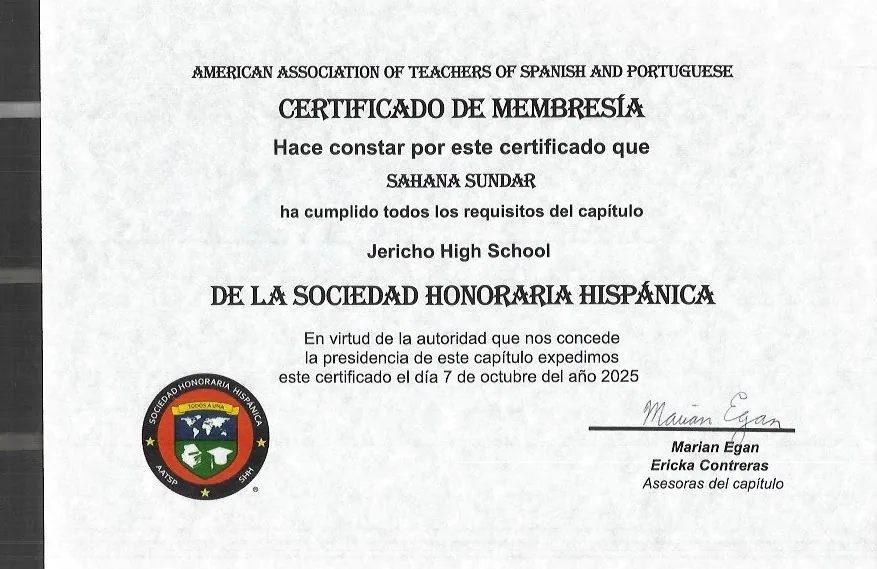 AMERICAN ASSOCIATION OF TEACHERS OF SPANISH AND PORTUGUESE
CERTIFICADO DE MEMBRESÍA
Hace constar por este certificado que
SAHANA SUNDAR
ha cumplido todos los requisitos del capítulo
Jericho High School
DE LA SOCIEDAD HONORARIA HISPÁNICA
En virtud de la autoridad que nos concede
la presidencia de este capítulo expedimos
este certificado el día 7 de octubre del año 2025
SOCIEDAD HONORARIA HISPÁNICA
TODOS A UNA
AATSP
SHH
®
Marian Egan
Marian Egan
Ericka Contreras
Asesoras del capítulo